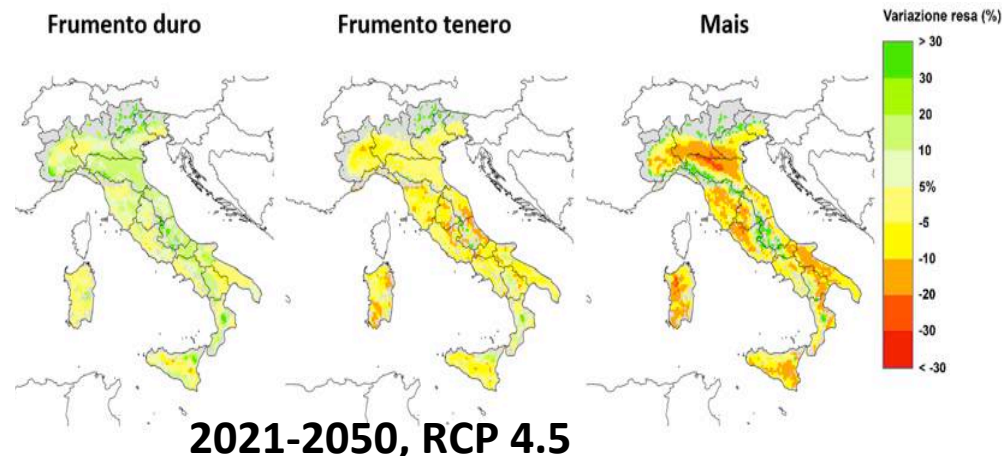 Frumento duro
Frumento tenero
Mais
Variazione resa (%)
> 30
30
20
10
5%
-5
-10
-20
-30
< -30
2021-2050, RCP 4.5